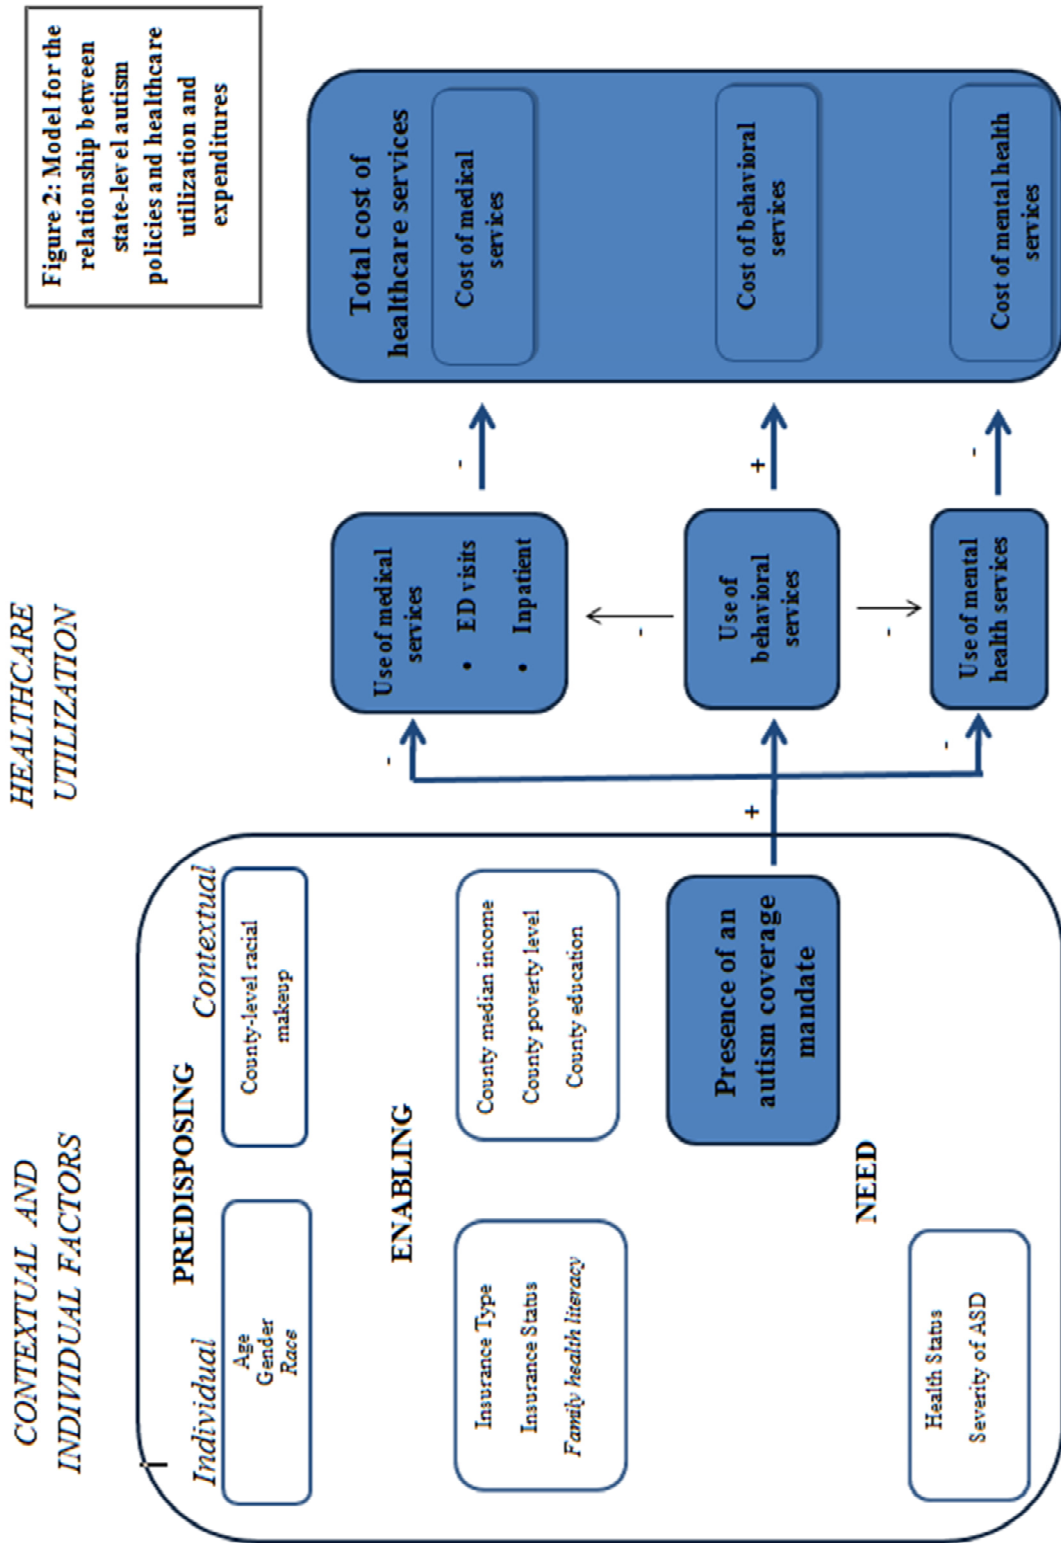 CONTEXTUAL AND
INDIVIDUAL FACTORS
HEALTHCARE
UTILIZATION
Figure 2: Model for the
relationship between
state-level autism
policies and healthcare
utilization and
expenditures
PREDISPOSING
Individual
Contextual
Age
Gender
Race
County-level racial
makeup
ENABLING
Insurance Type
Insurance Status
Family health literacy
County median income
County poverty level
County education
Presence of an
autism coverage
mandate
NEED
Health Status
Severity of ASD
-
+
-
Use of medical
services
• ED visits
• Inpatient
-
Use of
behavioral
services
-
Use of mental
health services
-
+
-
Total cost of
healthcare services
Cost of medical
services
Cost of behavioral
services
Cost of mental health
services